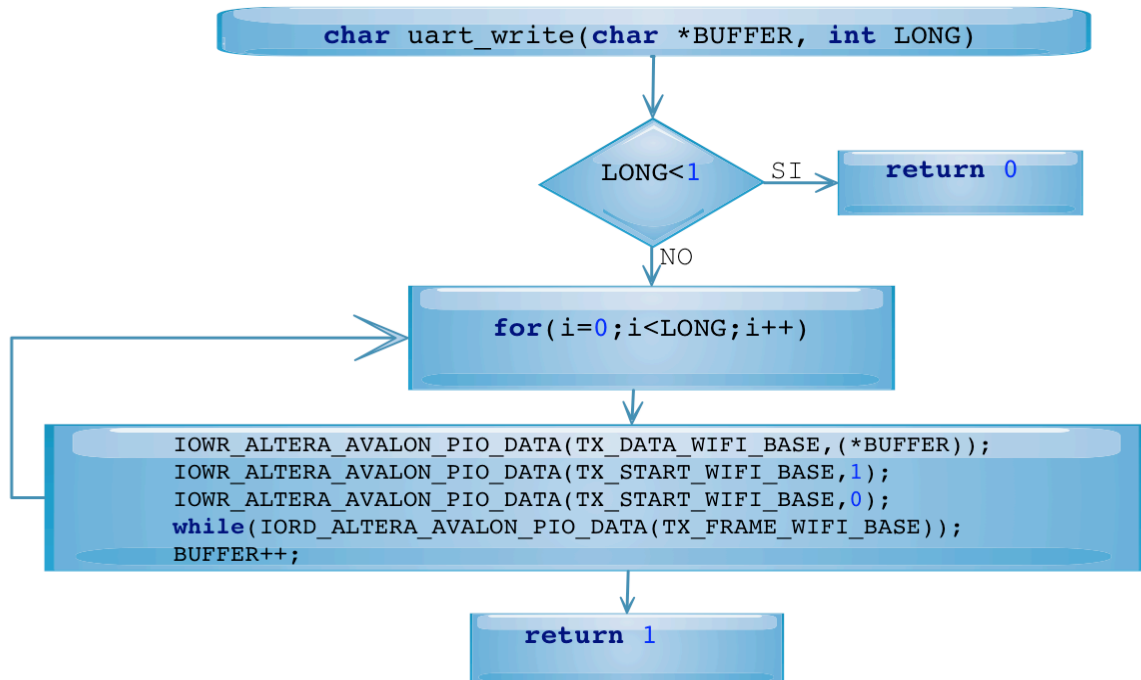 char uart_write(char *BUFFER, int LONG)
LONG<1
SI
return 0
NO
for(i=0;i<LONG;i++)
IOWR_ALTERA_AVALON_PIO_DATA(TX_DATA_WIFI_BASE,(*BUFFER));
IOWR_ALTERA_AVALON_PIO_DATA(TX_START_WIFI_BASE,1);
IOWR_ALTERA_AVALON_PIO_DATA(TX_START_WIFI_BASE,0);
while(IORD_ALTERA_AVALON_PIO_DATA(TX_FRAME_WIFI_BASE));
BUFFER++;
return 1